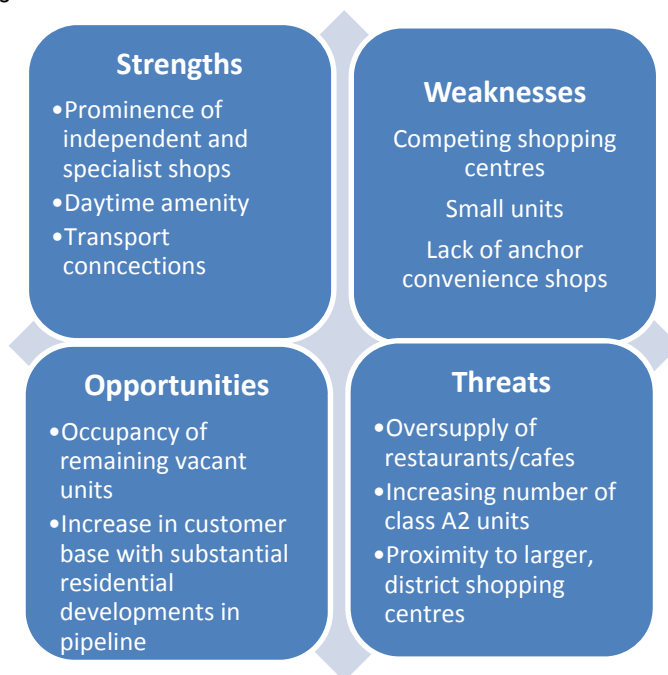 Strengths
•Prominence of
independent and
specialist shops
•Daytime amenity
•Transport
conncections
Weaknesses
Competing shopping
centres
Small units
Lack of anchor
convenience shops
Opportunities
•Occupancy of
remaining vacant
units
•Increase in customer
base with substantial
residential
developments in
pipeline
Threats
•Oversupply of
restaurants/cafes
•Increasing number of
class A2 units
•Proximity to larger,
district shopping
centres